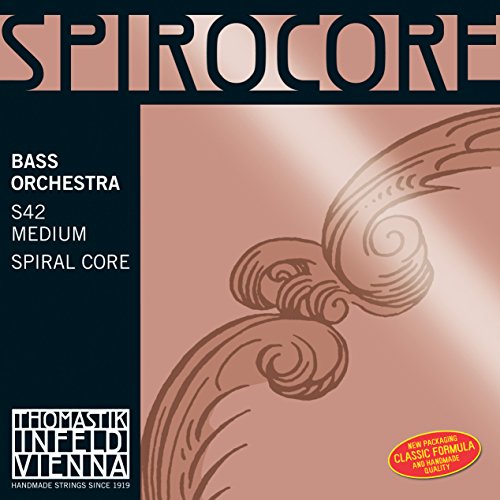 SPIROCORE
BASS
ORCHESTRA
S42
MEDIUM
SPIRAL CORE
THOMASTIK
INFELD
VIENNA
HANDMADE STRINGS SINCE 1919
NEW PACKAGING
CLASSIC FORMULA
AND HANDMADE
QUALITY